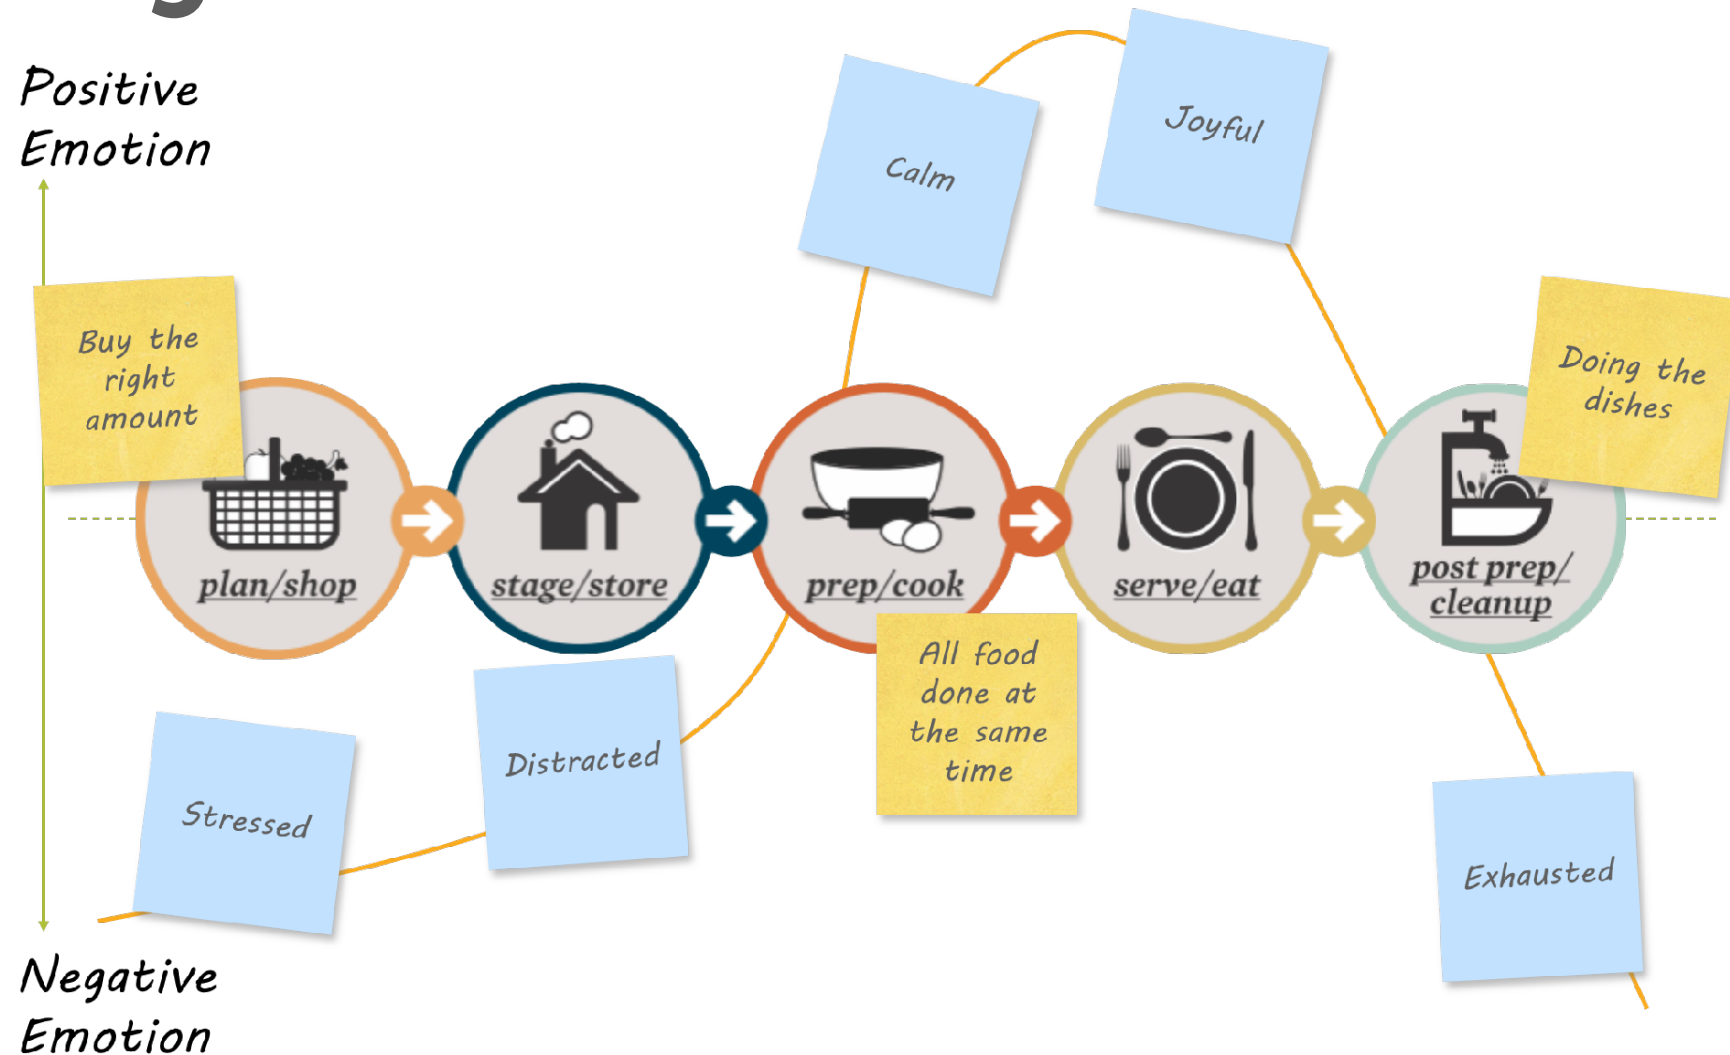 Positive
Emotion
Buy the
right
amount
Calm
Joyful
Doing the
dishes
plan/shop
stage/store
prep/cook
serve/eat
post prep/
cleanup
Stressed
Distracted
All food
done at
the same
time
Exhausted
Negative
Emotion